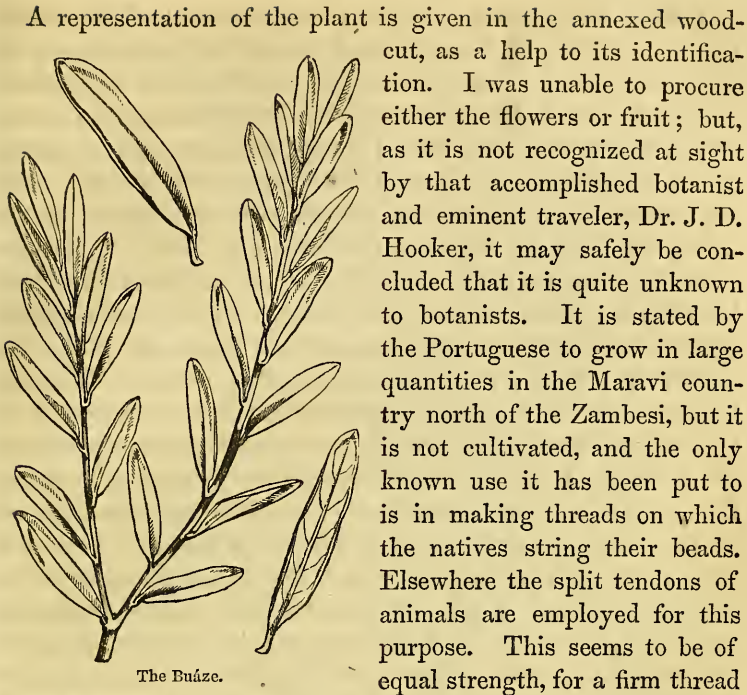 A representation of the plant is given in the annexed wood-
cut, as a help to its identifica-
tion. I was unable to procure
either the flowers or fruit; but,
as it is not recognized at sight
by that accomplished botanist
and eminent traveler, Dr. J. D.
Hooker, it may safely be con-
cluded that it is quite unknown
to botanists. It is stated by
the Portuguese to grow in large
quantities in the Maravi coun-
try north of the Zambesi, but it
is not cultivated, and the only
known use it has been put to
is in making threads on which
the natives string their beads.
Elsewhere the split tendons of
animals are employed for this
purpose. This seems to be of
equal strength, for a firm thread
The Buáze.